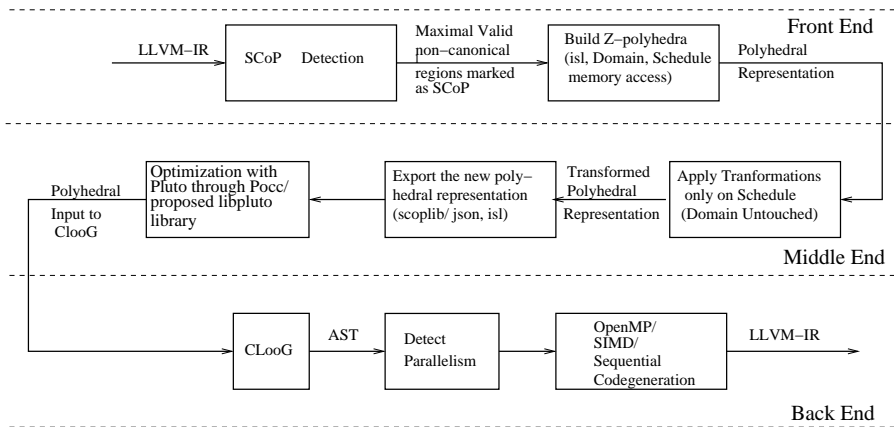 Front End
LLVM-IR
SCoP Detection
Maximal Valid
non-canonical
regions marked
as SCoP
Build Z-polyhedra
(isl, Domain, Schedule
memory access)
Polyhedral
Representation
Polyhedral
Input to
ClooG
Optimization with
Pluto through Pocc/
proposed libpluto
library
Export the new poly-
hedral representation
(scoplib/ json, isl)
Transformed
Polyhedral
Representation
Apply Tranformations
only on Schedule
(Domain Untouched)
Middle End
CLooG
AST
Detect
Parallelism
OpenMP/
SIMD/
Sequential
Codegeneration
LLVM-IR
Back End